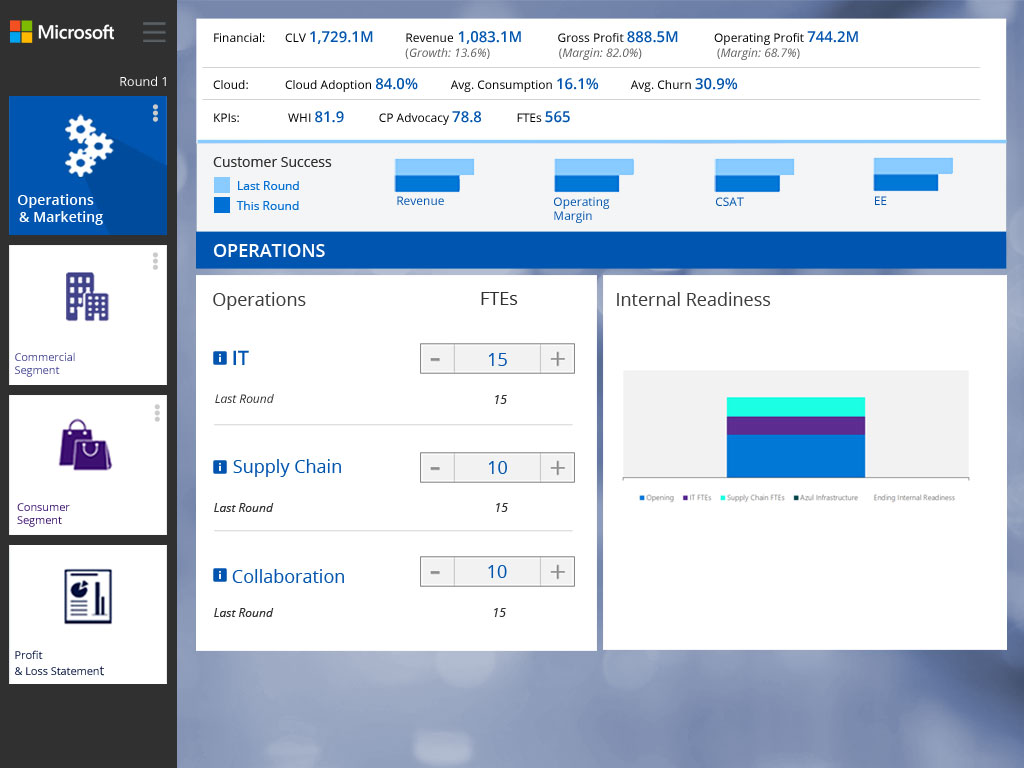 Microsoft
Round 1
Operations
& Marketing
Commercial
Segment
Consumer
Segment
Profit
& Loss Statement
Financial: CLV 1,729.1M Revenue 1,083.1M Gross Profit 888.5M Operating Profit 744.2M
(Growth: 13.6%) (Margin: 82.0%) (Margin: 68.7%)
Cloud: Cloud Adoption 84.0% Avg. Consumption 16.1% Avg. Churn 30.9%
KPIs: WHI 81.9 CP Advocacy 78.8 FTEs 565
Customer Success
Last Round
This Round
Revenue
Operating
Margin
CSAT
EE
OPERATIONS
Operations FTEs
IT - 15 +
Last Round 15
Supply Chain - 10 +
Last Round 15
Collaboration - 10 +
Last Round 15
Internal Readiness
Opening IT FTEs Supply Chain FTEs Azul Infrastructure Ending Internal Readiness